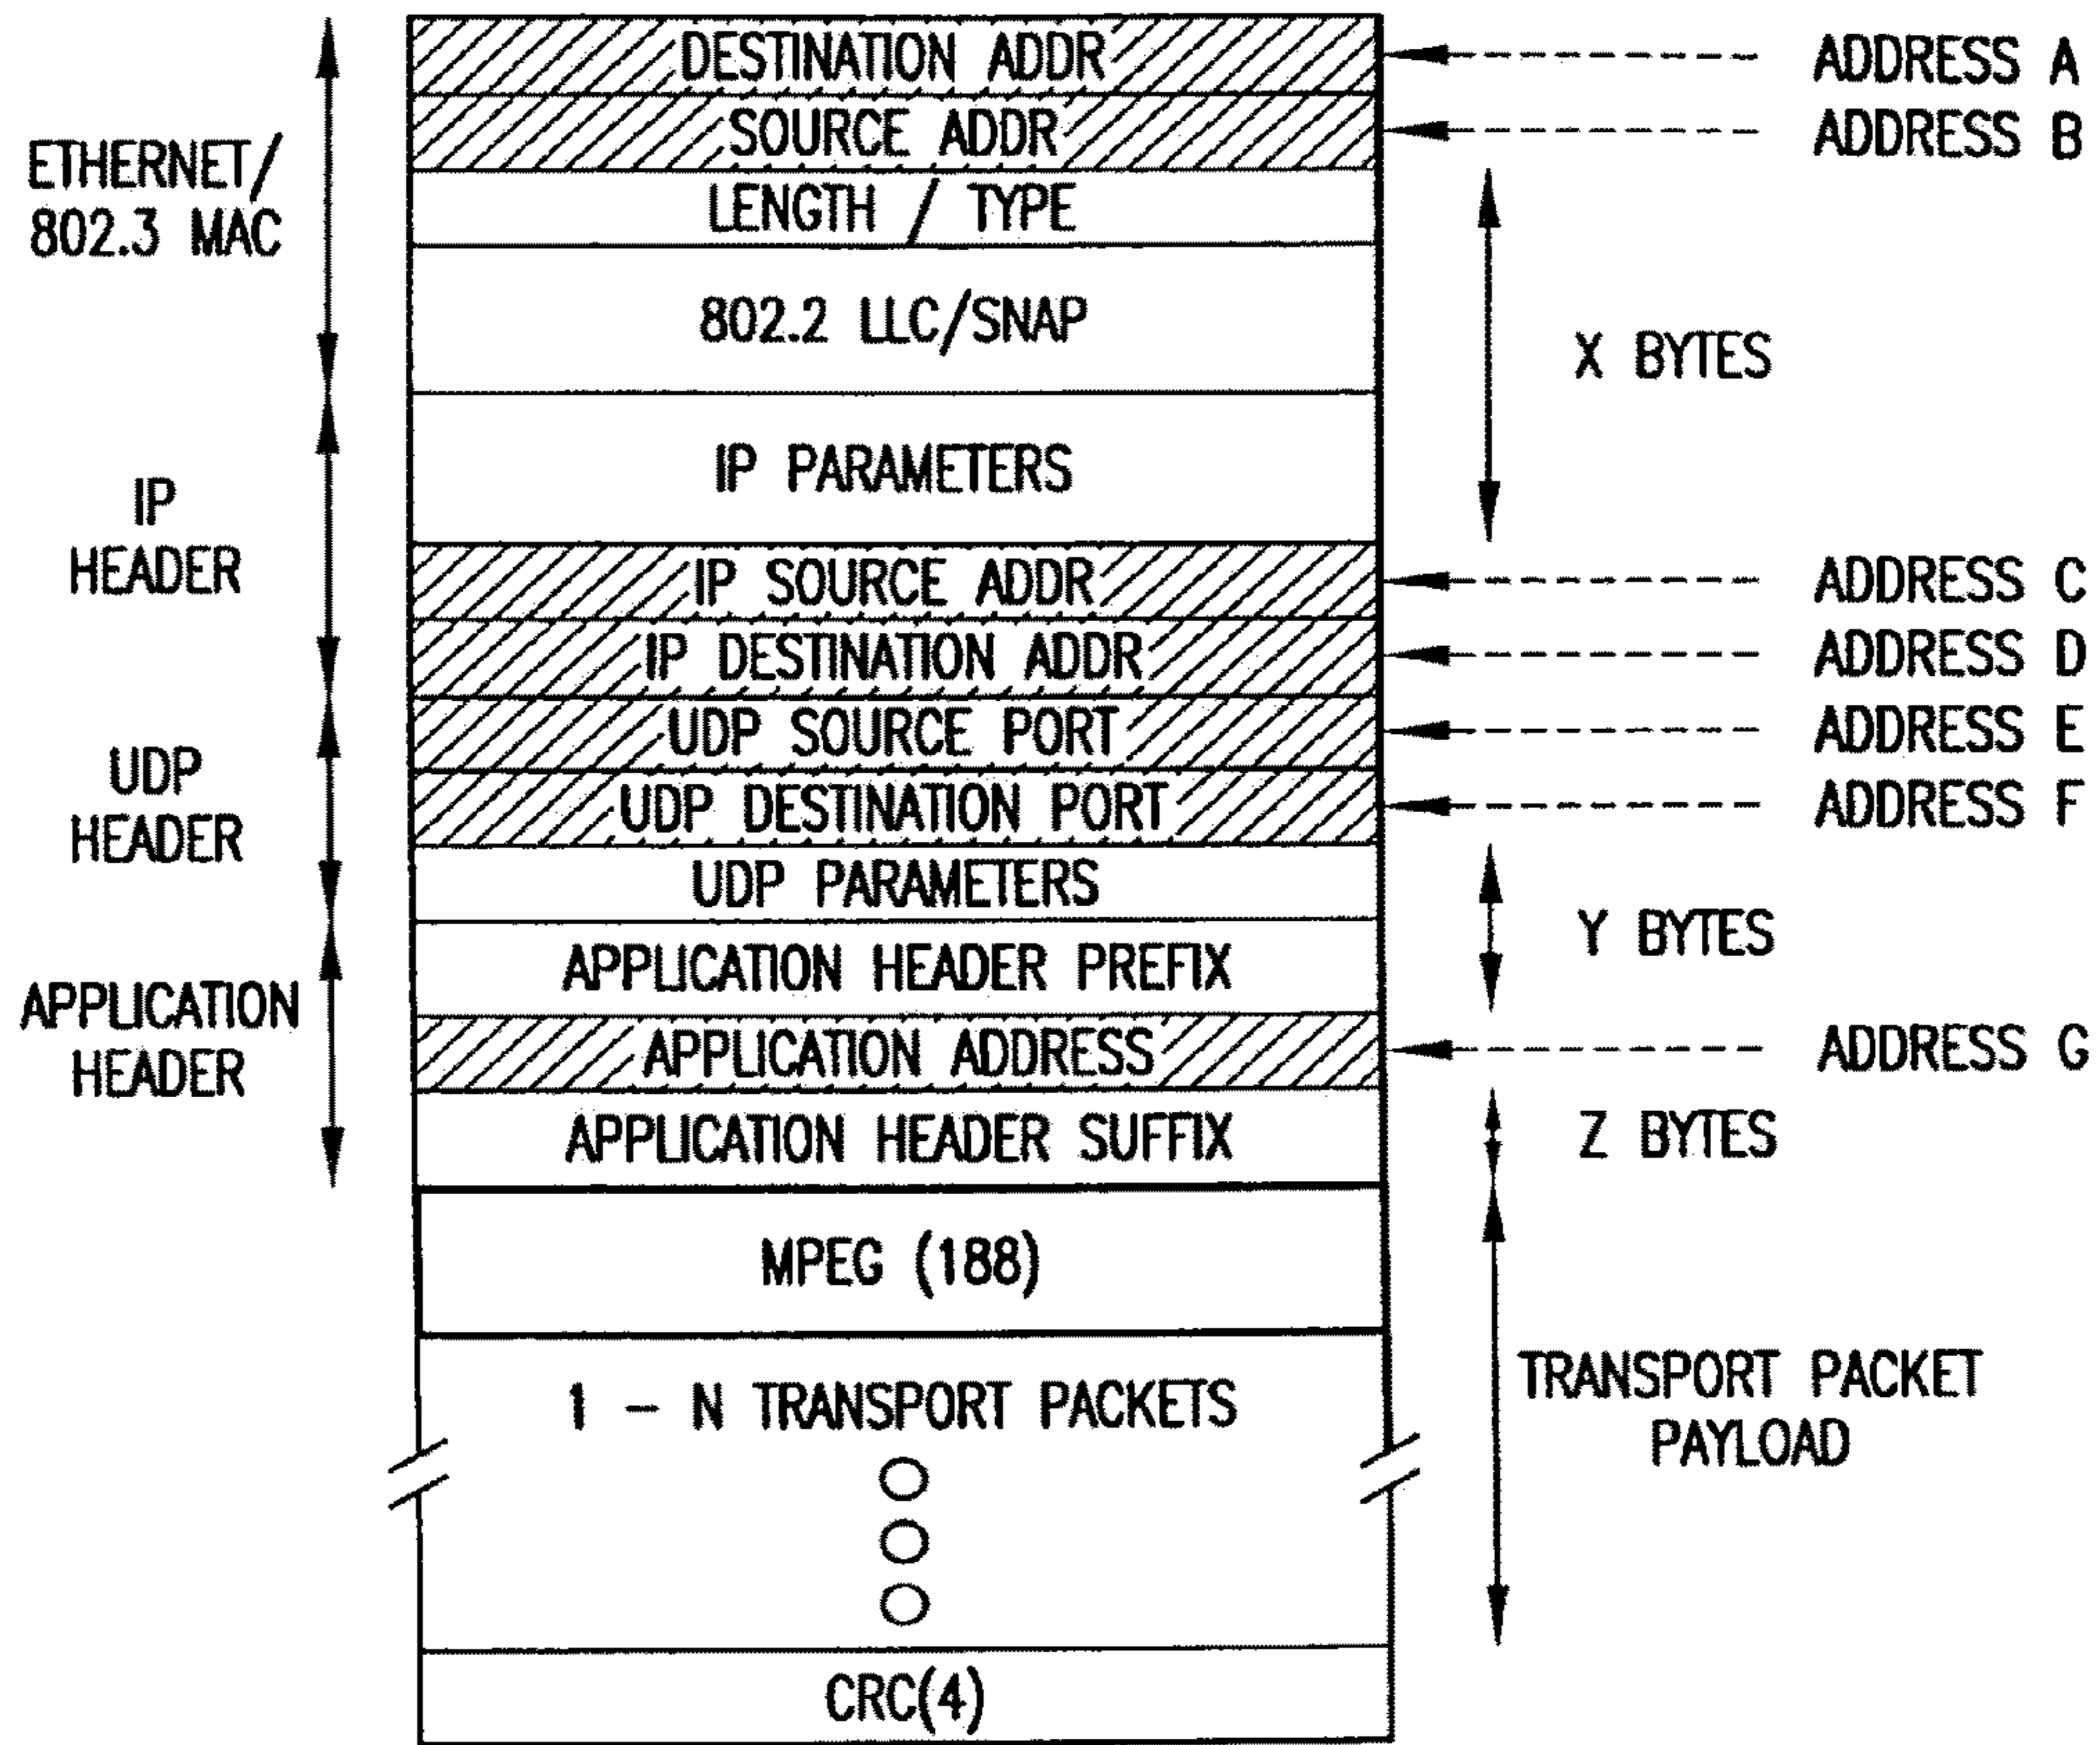 DESTINATION ADDR
ADDRESS A
SOURCE ADDR
ADDRESS B
ETHERNET/
802.3 MAC
LENGTH / TYPE
802.2 LLC/SNAP
X BYTES
IP PARAMETERS
IP
HEADER
IP SOURCE ADDR
ADDRESS C
IP DESTINATION ADDR
ADDRESS D
UDP SOURCE PORT
ADDRESS E
UDP
HEADER
UDP DESTINATION PORT
ADDRESS F
UDP PARAMETERS
Y BYTES
APPLICATION HEADER PREFIX
APPLICATION
HEADER
APPLICATION ADDRESS
ADDRESS G
APPLICATION HEADER SUFFIX
Z BYTES
MPEG (188)
1 - N TRANSPORT PACKETS
TRANSPORT PACKET
PAYLOAD
CRC(4)